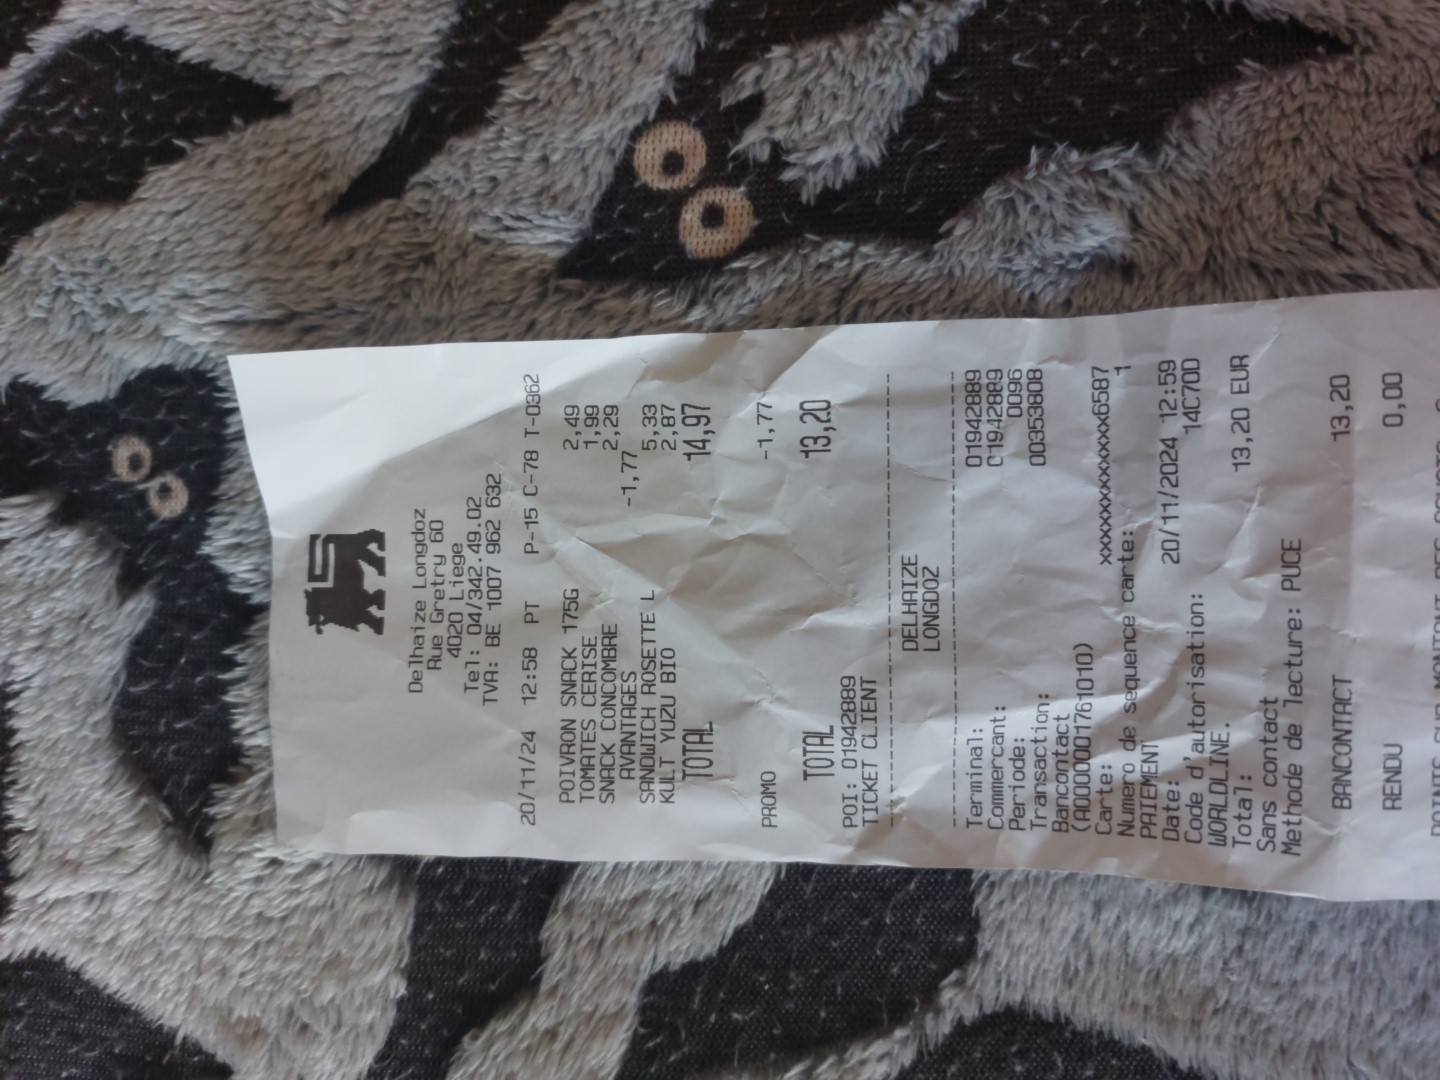 Delhaize Longdoz
Rue Gretry 60
4020 Liege
Tel: 04/342.49.02
TVA: BE 1007 962 632
20/11/24 12:58 PT P-15 C-78 T-0362
POIVRON SNACK 175G 2,49
TOMATES CERISE 1,99
SNACK CONCOMBRE 2,29
AVANTAGES -1,77
SANDWICH ROSETTE L 5,33
KULT YUZU BIO 2,87
TOTAL 14,97
PROMO -1,77
TOTAL 13,20
POI: 01942889
TICKET CLIENT
DELHAIZE
LONGDOZ
Terminal: 01942889
Commercant: 01942889
Periode: 0096
Transaction: 00353808
Bancontact
(A0000001761010)
Carte: xxxxxxxxxxxxxxx6587
Numero de sequence carte: 1
PAIEMENT
Date: 20/11/2024 12:59
Code d'autorisation: 14C70D
WORLDLINE.
Total: 13,20 EUR
Sans contact
Methode de lecture: PUCE
BANCONTACT 13,20
RENDU 0,00